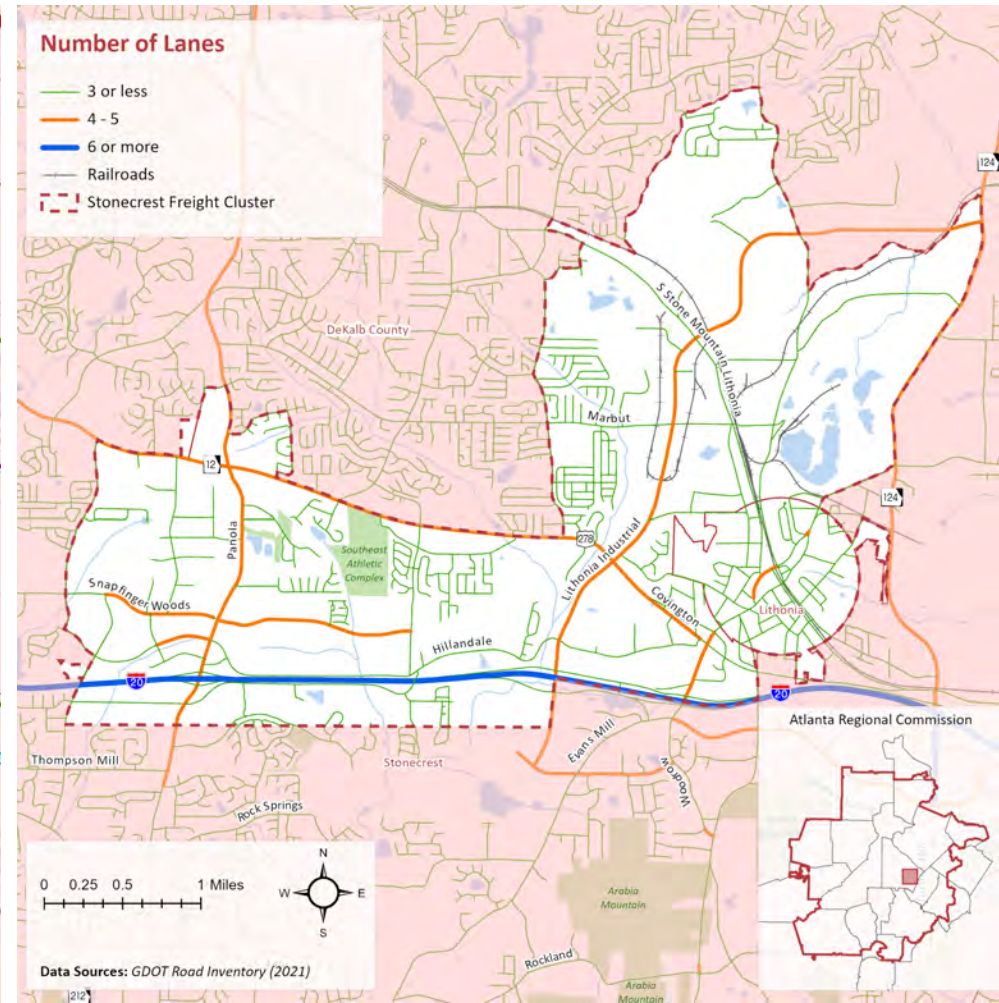 Number of Lanes
3 or less
4 - 5
6 or more
Railroads
Stonecrest Freight Cluster
124
DeKalb County
S Stone Mountain Lithonia
Marbut
12
124
Panola
278
Southeast
Athletic
Complex
Lithonia Industrial
Snapfinger Woods
Covington
Lithonia
Hillandale
20
20
Atlanta Regional Commission
Evans Mill
Thompson Mill
Stonecrest
Woodrow
Rock Springs
0 0.25 0.5 1 Miles
N
W E
S
Arabia
Mountain
Rockland
Data Sources: GDOT Road Inventory (2021)
Arabia
Mountain
212